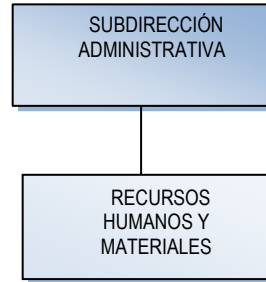 SUBDIRECCIÓN
ADMINISTRATIVA
RECURSOS
HUMANOS Y
MATERIALES